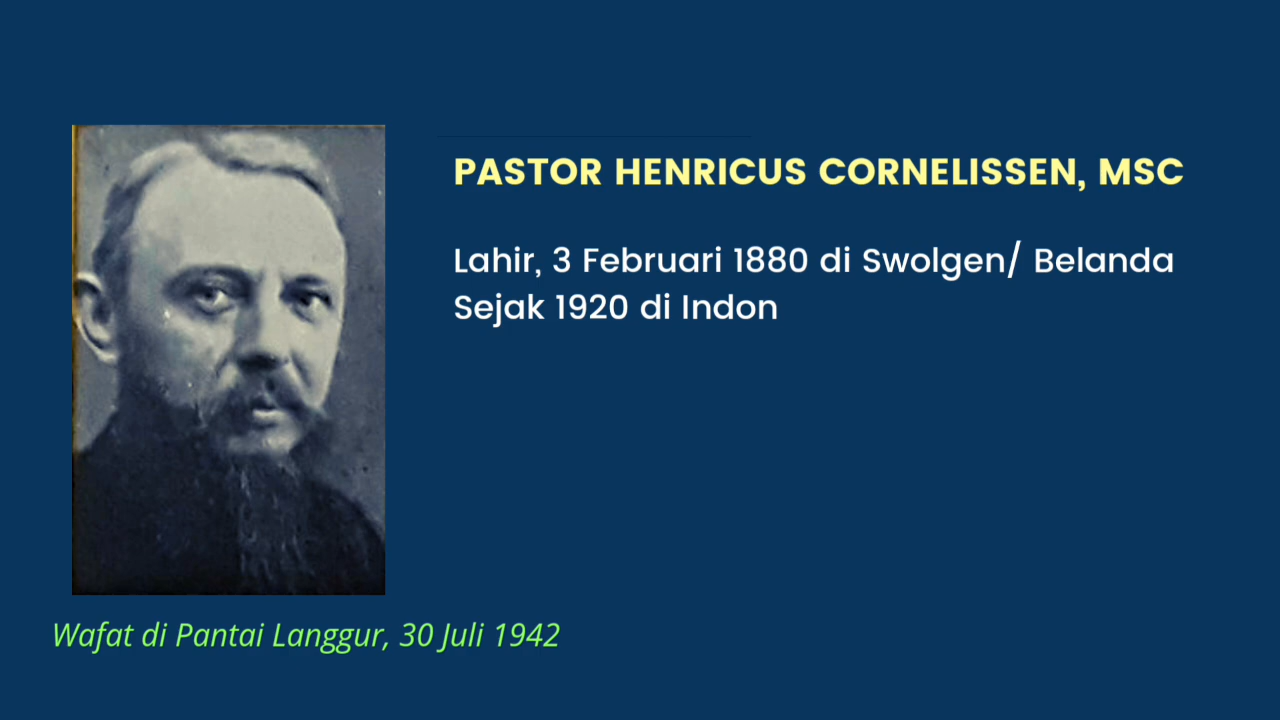 PASTOR HENRICUS CORNELISSEN, MSC
Lahir, 3 Februari 1880 di Swolgen/ Belanda
Sejak 1920 di Indon
Wafat di Pantai Langgur, 30 Juli 1942